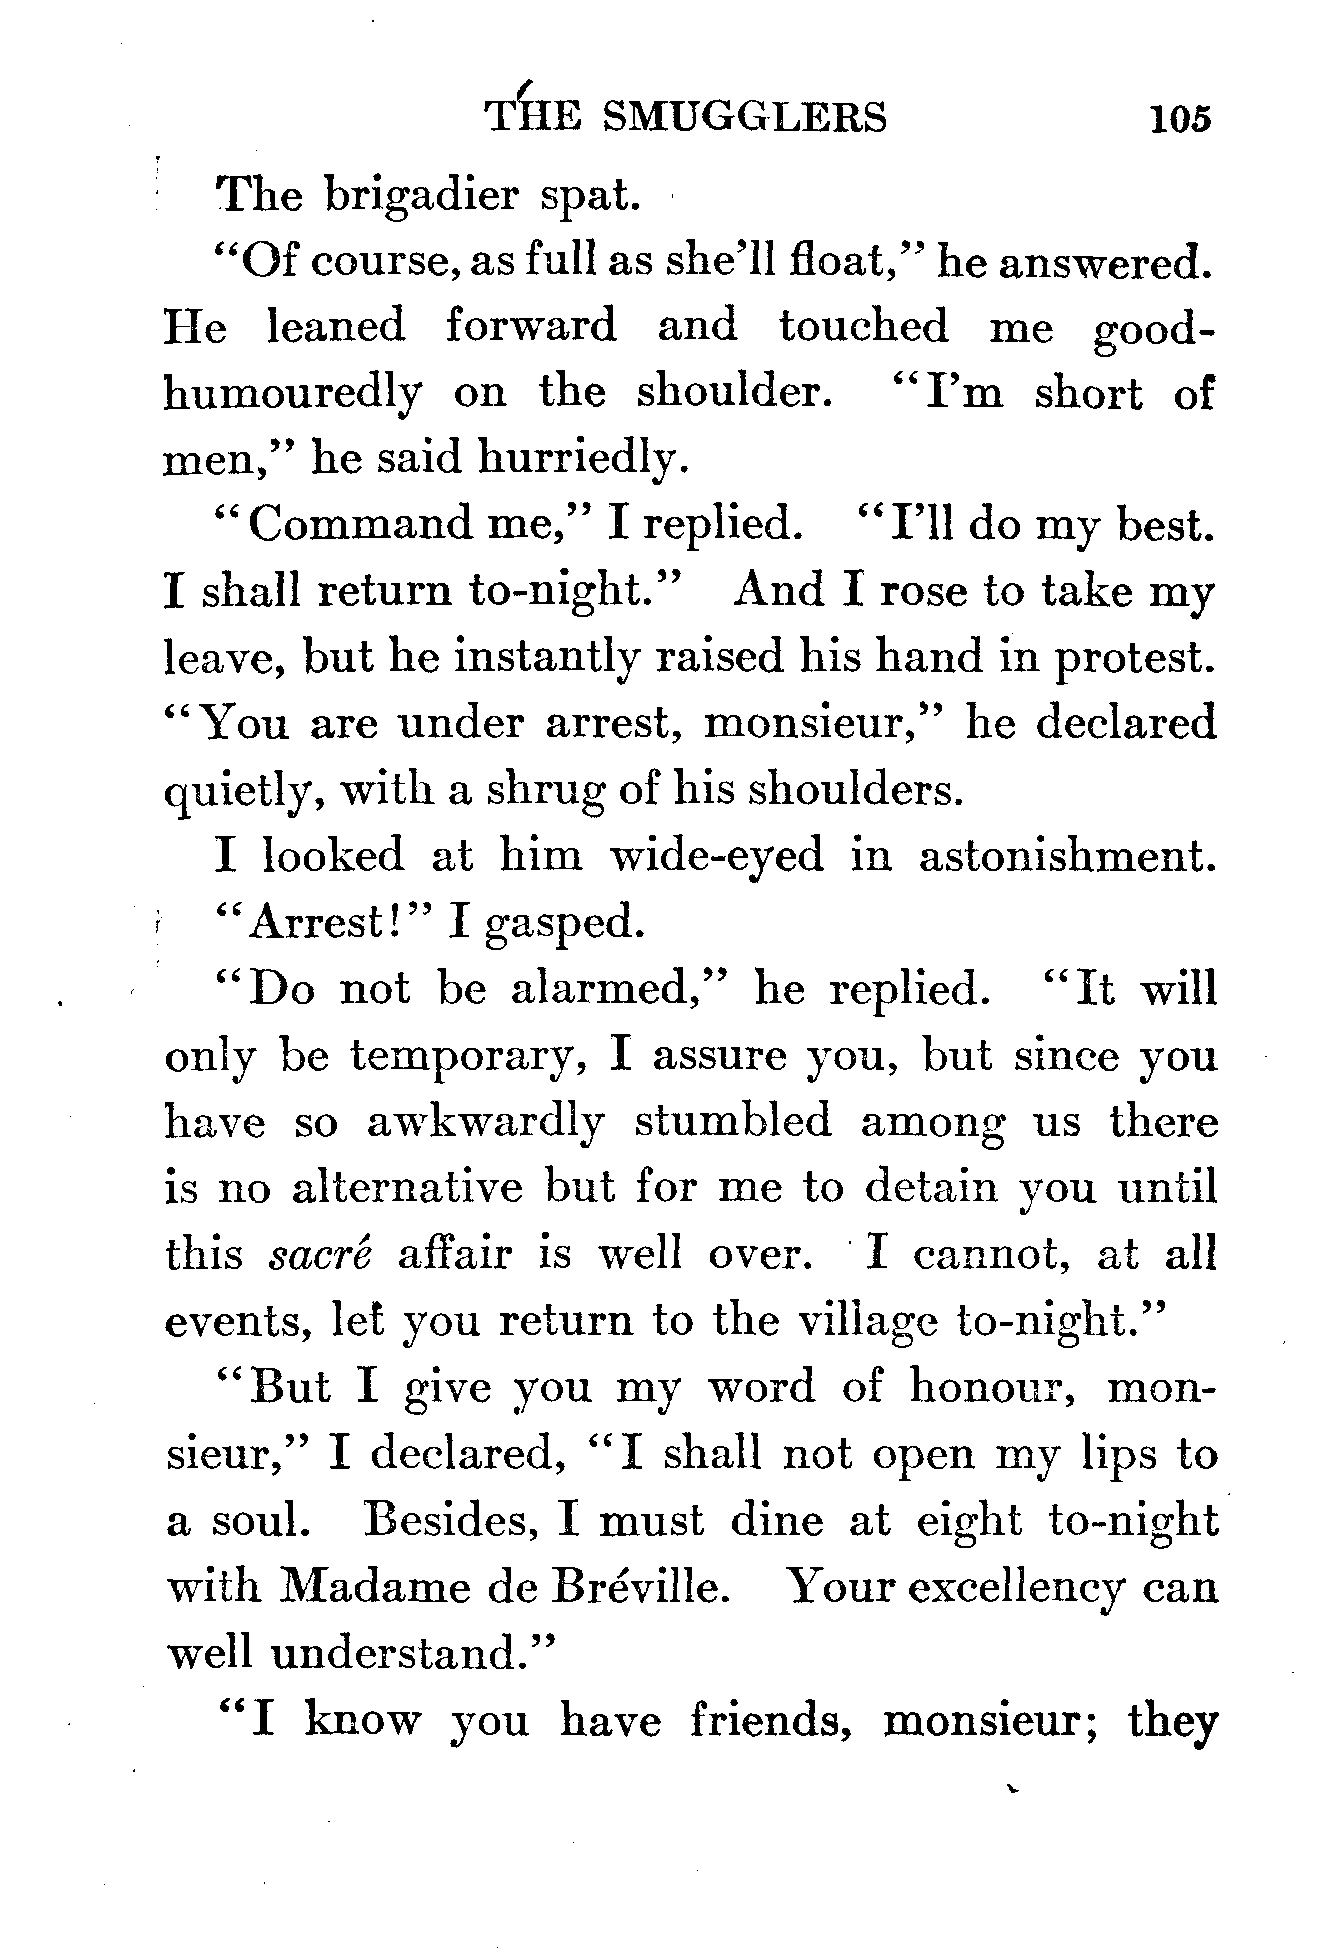 THE SMUGGLERS 105
The brigadier spat.
"Of course, as full as she'll float," he answered.
He leaned forward and touched me good-
humouredly on the shoulder. "I'm short of
men," he said hurriedly.
"Command me," I replied. "I'll do my best.
I shall return to-night." And I rose to take my
leave, but he instantly raised his hand in protest.
"You are under arrest, monsieur," he declared
quietly, with a shrug of his shoulders.
I looked at him wide-eyed in astonishment.
"Arrest!" I gasped.
"Do not be alarmed," he replied. "It will
only be temporary, I assure you, but since you
have so awkwardly stumbled among us there
is no alternative but for me to detain you until
this sacré affair is well over. I cannot, at all
events, let you return to the village to-night."
"But I give you my word of honour, mon-
sieur," I declared, "I shall not open my lips to
a soul. Besides, I must dine at eight to-night
with Madame de Bréville. Your excellency can
well understand."
"I know you have friends, monsieur; they